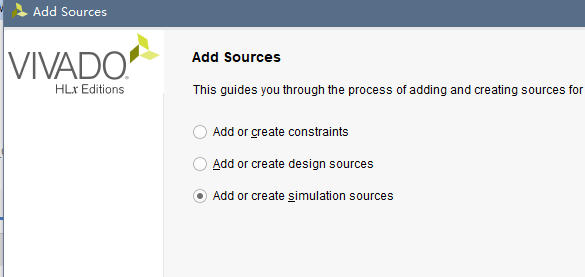 Add Sources
VIVADO
HLx Editions
Add Sources
This guides you through the process of adding and creating sources for
Add or create constraints
Add or create design sources
Add or create simulation sources